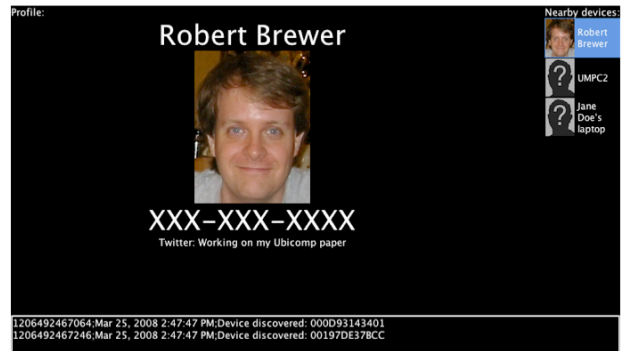 Profile:
Robert Brewer
XXX-XXX-XXXX
Twitter: Working on my Ubicomp paper
Nearby devices:
Robert
Brewer
UMPC2
Jane
Doe's
laptop
1206492467064;Mar 25, 2008 2:47:47 PM;Device discovered: 000D93143401
1206492467246;Mar 25, 2008 2:47:47 PM;Device discovered: 00197DE37BCC